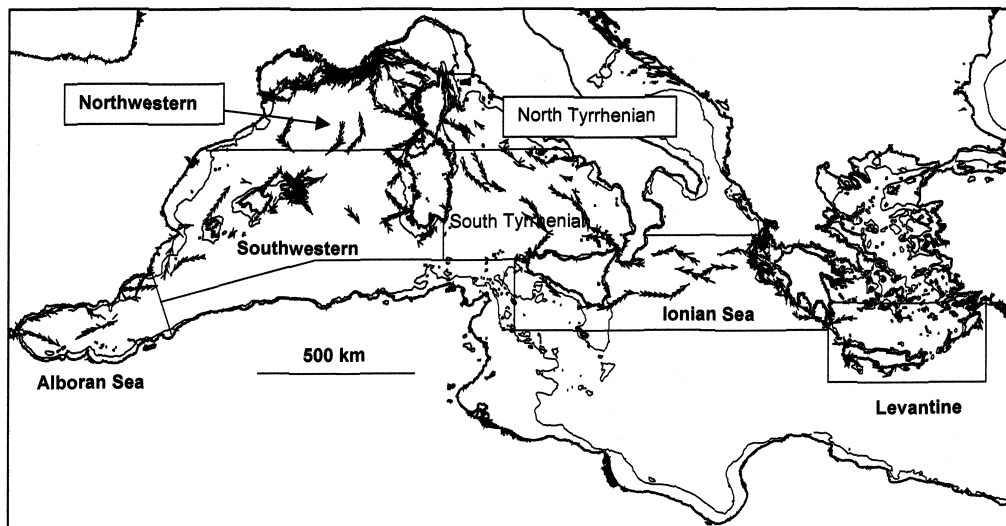 Northwestern
North Tyrrhenian
South Tyrrhenian
Southwestern
Ionian Sea
500 km
Alboran Sea
Levantine